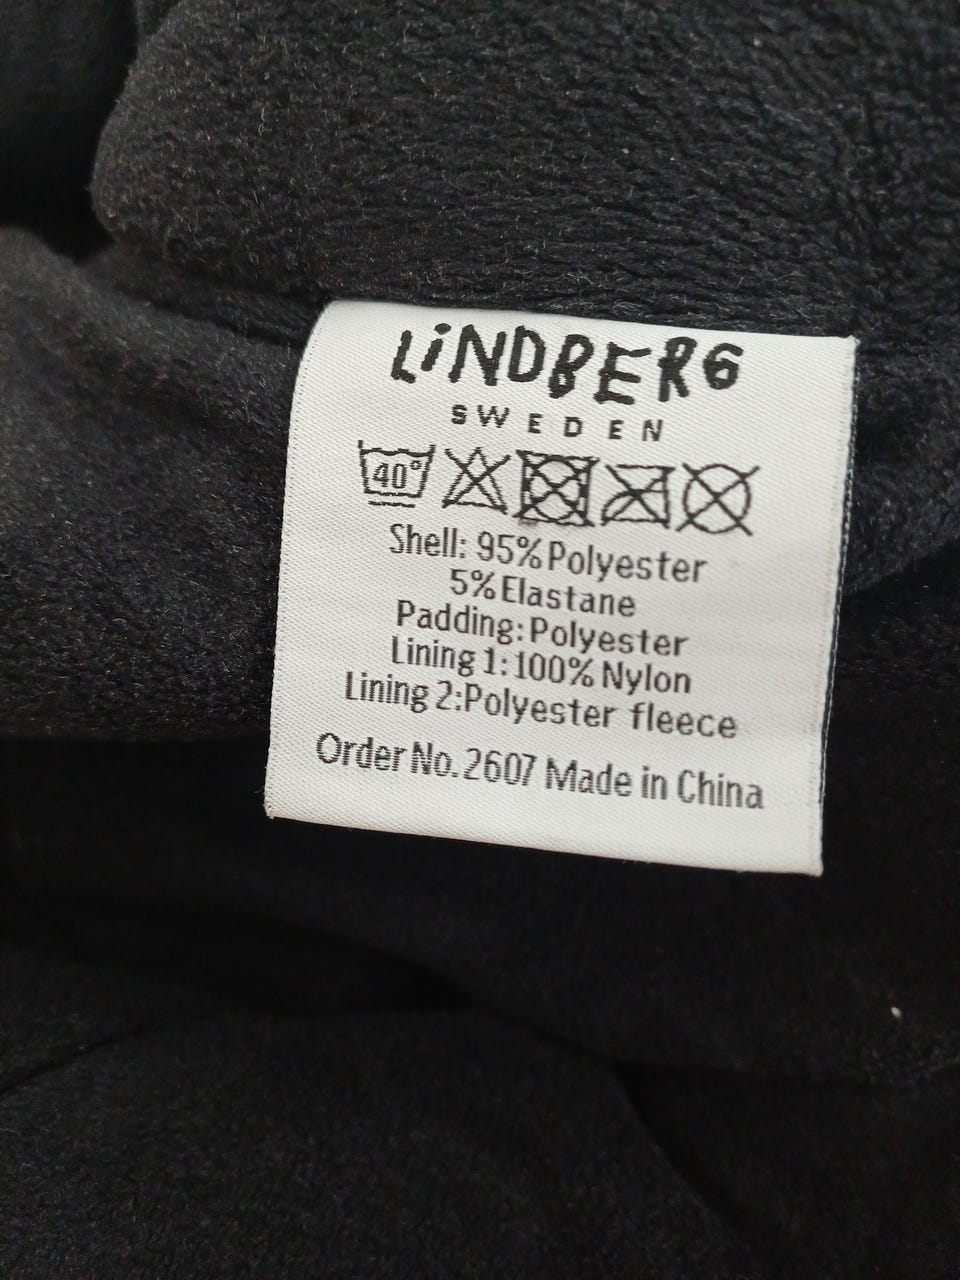 LiNDBERG
SWEDEN
40°
Shell: 95% Polyester
5% Elastane
Padding: Polyester
Lining 1: 100% Nylon
Lining 2: Polyester fleece
Order No. 2607 Made in China